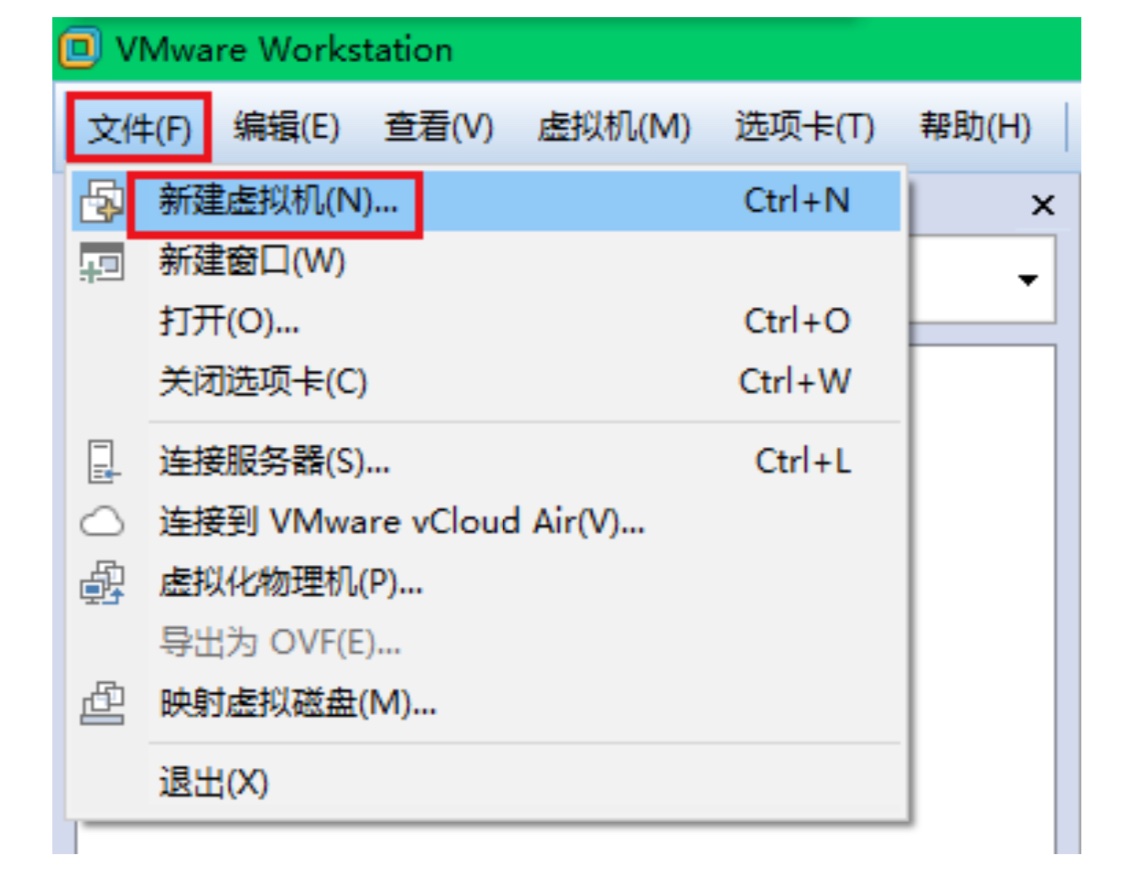 VMware Workstation
文件(F) 编辑(E) 查看(V) 虚拟机(M) 选项卡(T) 帮助(H)
新建虚拟机(N)... Ctrl+N
新建窗口(W)
打开(O)... Ctrl+O
关闭选项卡(C) Ctrl+W
连接服务器(S)... Ctrl+L
连接到 VMware vCloud Air(V)...
虚拟化物理机(P)...
导出为 OVF(E)...
映射虚拟磁盘(M)...
退出(X)